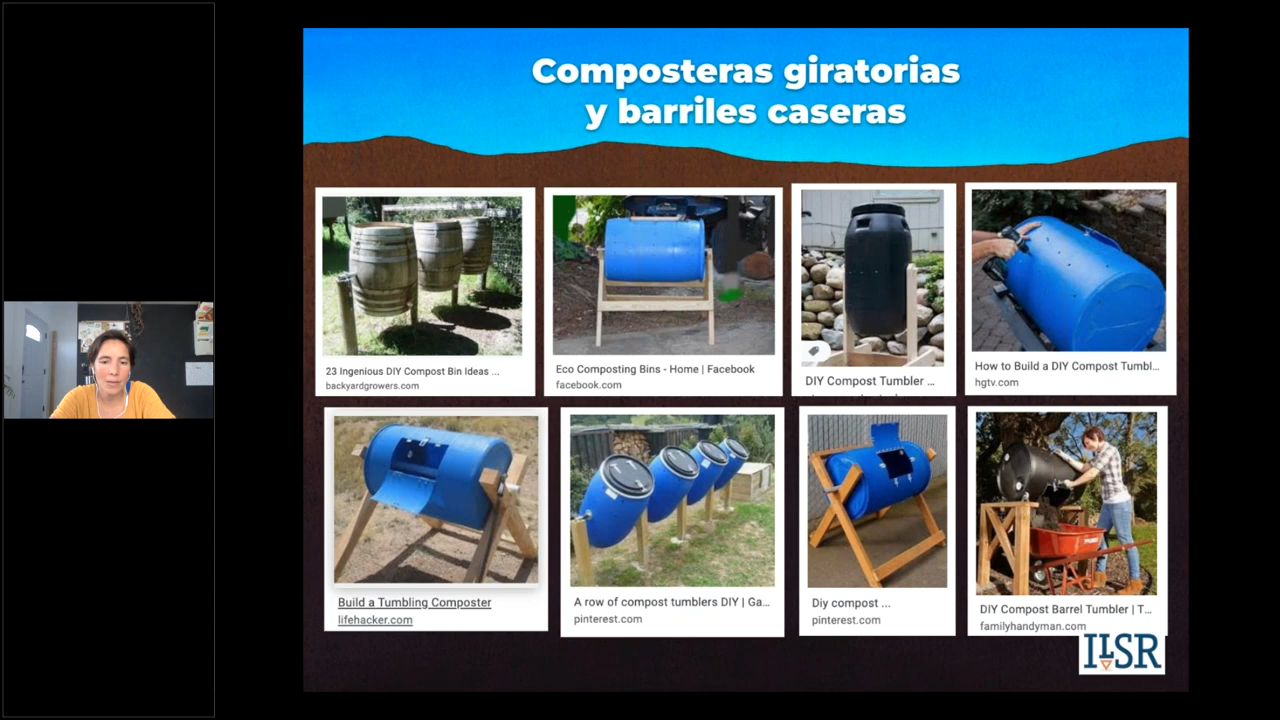 Composteras giratorias
y barriles caseras
23 Ingenious DIY Compost Bin Ideas ...
backyardgrowers.com
Eco Composting Bins - Home | Facebook
facebook.com
DIY Compost Tumbler ...
How to Build a DIY Compost Tumbl...
hgtv.com
Build a Tumbling Composter
lifehacker.com
A row of compost tumblers DIY | Ga...
pinterest.com
Diy compost ...
pinterest.com
DIY Compost Barrel Tumbler | T...
familyhandyman.com
ILSR